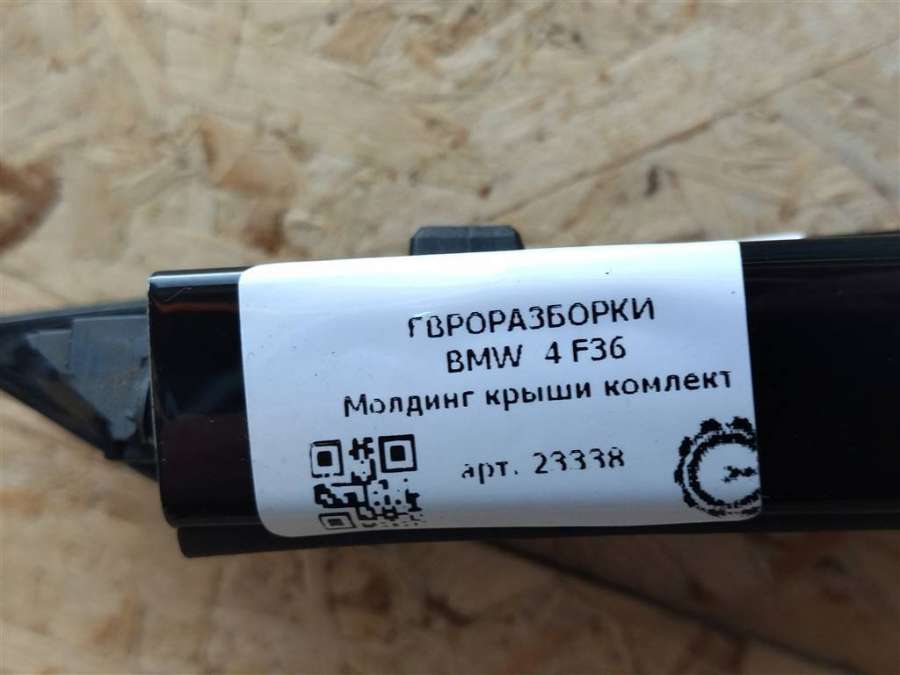 ЕВРОРАЗБОРКИ
BMW 4 F36
Молдинг крыши комлект
арт. 23338